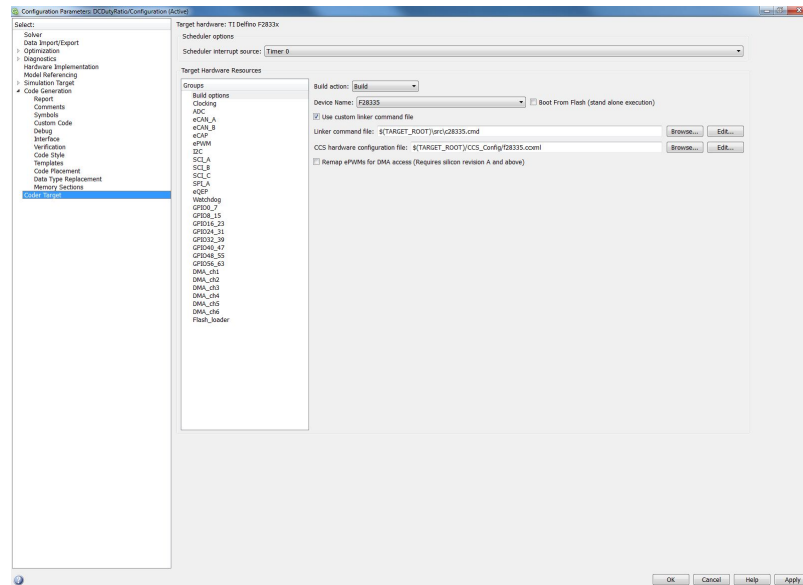 Configuration Parameters: DCDutyRatio/Configuration (Active)
Select:
Solver
Data Import/Export
Optimization
Diagnostics
Hardware Implementation
Model Referencing
Simulation Target
Code Generation
Report
Comments
Symbols
Custom Code
Debug
Interface
Verification
Code Style
Templates
Code Placement
Data Type Replacement
Memory Sections
Coder Target
Target hardware: TI Delfino F2833x
Scheduler options
Scheduler interrupt source: Timer 0
Target Hardware Resources
Groups
Build options
Clocking
ADC
eCAN_A
eCAN_B
eCAP
ePWM
I2C
SCI_A
SCI_B
SCI_C
SPI_A
eQEP
Watchdog
GPIO0_7
GPIO8_15
GPIO16_23
GPIO24_31
GPIO32_39
GPIO40_47
GPIO48_55
GPIO56_63
DMA_ch1
DMA_ch2
DMA_ch3
DMA_ch4
DMA_ch5
DMA_ch6
Flash_loader
Build action: Build
Device Name: F28335 Boot From Flash (stand alone execution)
Use custom linker command file
Linker command file: $(TARGET_ROOT)\src\c28335.cmd Browse... Edit...
CCS hardware configuration file: $(TARGET_ROOT)/CCS_Config/f28335.ccxml Browse... Edit...
Remap ePWMs for DMA access (Requires silicon revision A and above)
OK Cancel Help Apply